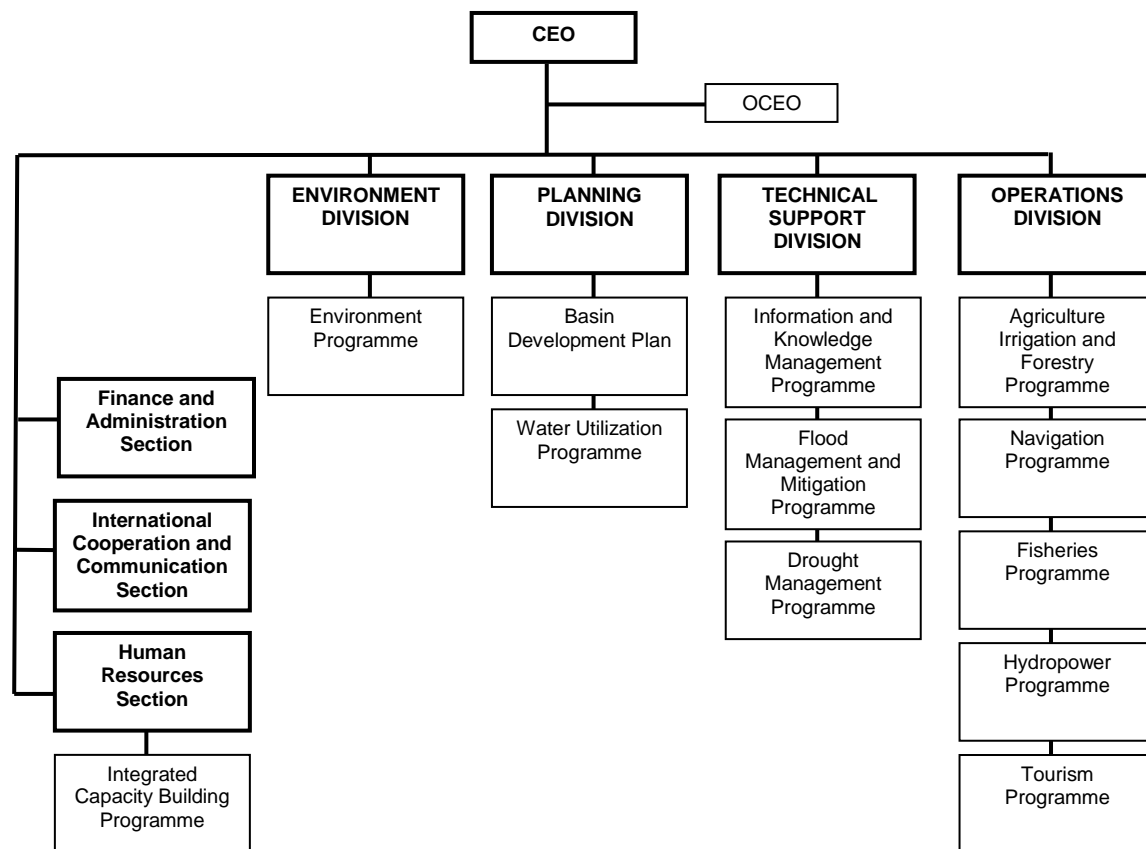 CEO
OCEO
ENVIRONMENT
DIVISION
PLANNING
DIVISION
TECHNICAL
SUPPORT
DIVISION
OPERATIONS
DIVISION
Environment
Programme
Basin
Development Plan
Water Utilization
Programme
Information and
Knowledge
Management
Programme
Flood
Management and
Mitigation
Programme
Drought
Management
Programme
Agriculture
Irrigation and
Forestry
Programme
Navigation
Programme
Fisheries
Programme
Hydropower
Programme
Tourism
Programme
Finance and
Administration
Section
International
Cooperation and
Communication
Section
Human
Resources
Section
Integrated
Capacity Building
Programme